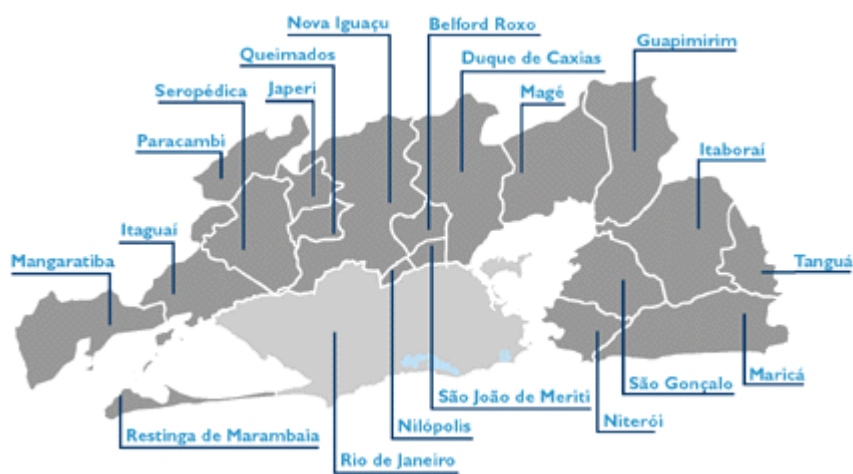 Nova Iguaçu
Belford Roxo
Guapimirim
Queimados
Duque de Caxias
Seropédica
Japeri
Magé
Paracambi
Itaboraí
Itaguaí
Mangaratiba
Tanguá
Restinga de Marambaia
Rio de Janeiro
Nilópolis
São João de Meriti
Niterói
São Gonçalo
Maricá